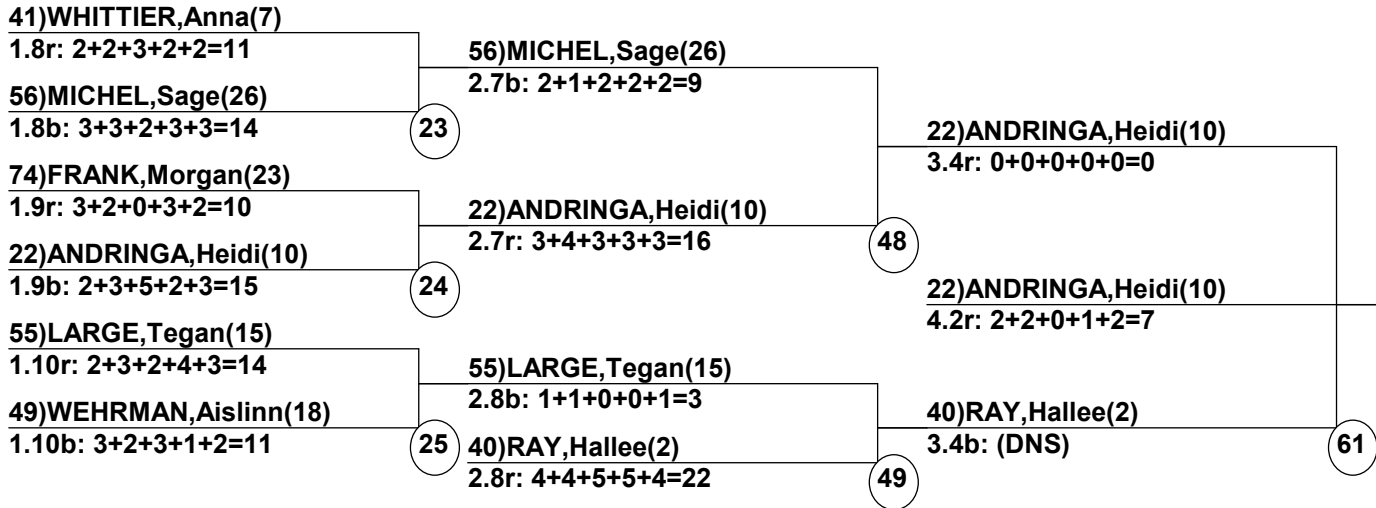 41)WHITTIER,Anna(7)
1.8r: 2+2+3+2+2=11
56)MICHEL,Sage(26)
1.8b: 3+3+2+3+3=14
23
74)FRANK,Morgan(23)
1.9r: 3+2+0+3+2=10
22)ANDRINGA,Heidi(10)
1.9b: 2+3+5+2+3=15
24
55)LARGE,Tegan(15)
1.10r: 2+3+2+4+3=14
49)WEHRMAN,Aislinn(18)
1.10b: 3+2+3+1+2=11
25
56)MICHEL,Sage(26)
2.7b: 2+1+2+2+2=9
22)ANDRINGA,Heidi(10)
2.7r: 3+4+3+3+3=16
48
55)LARGE,Tegan(15)
2.8b: 1+1+0+0+1=3
40)RAY,Hallee(2)
2.8r: 4+4+5+5+4=22
49
22)ANDRINGA,Heidi(10)
3.4r: 0+0+0+0+0=0
22)ANDRINGA,Heidi(10)
4.2r: 2+2+0+1+2=7
40)RAY,Hallee(2)
3.4b: (DNS)
61